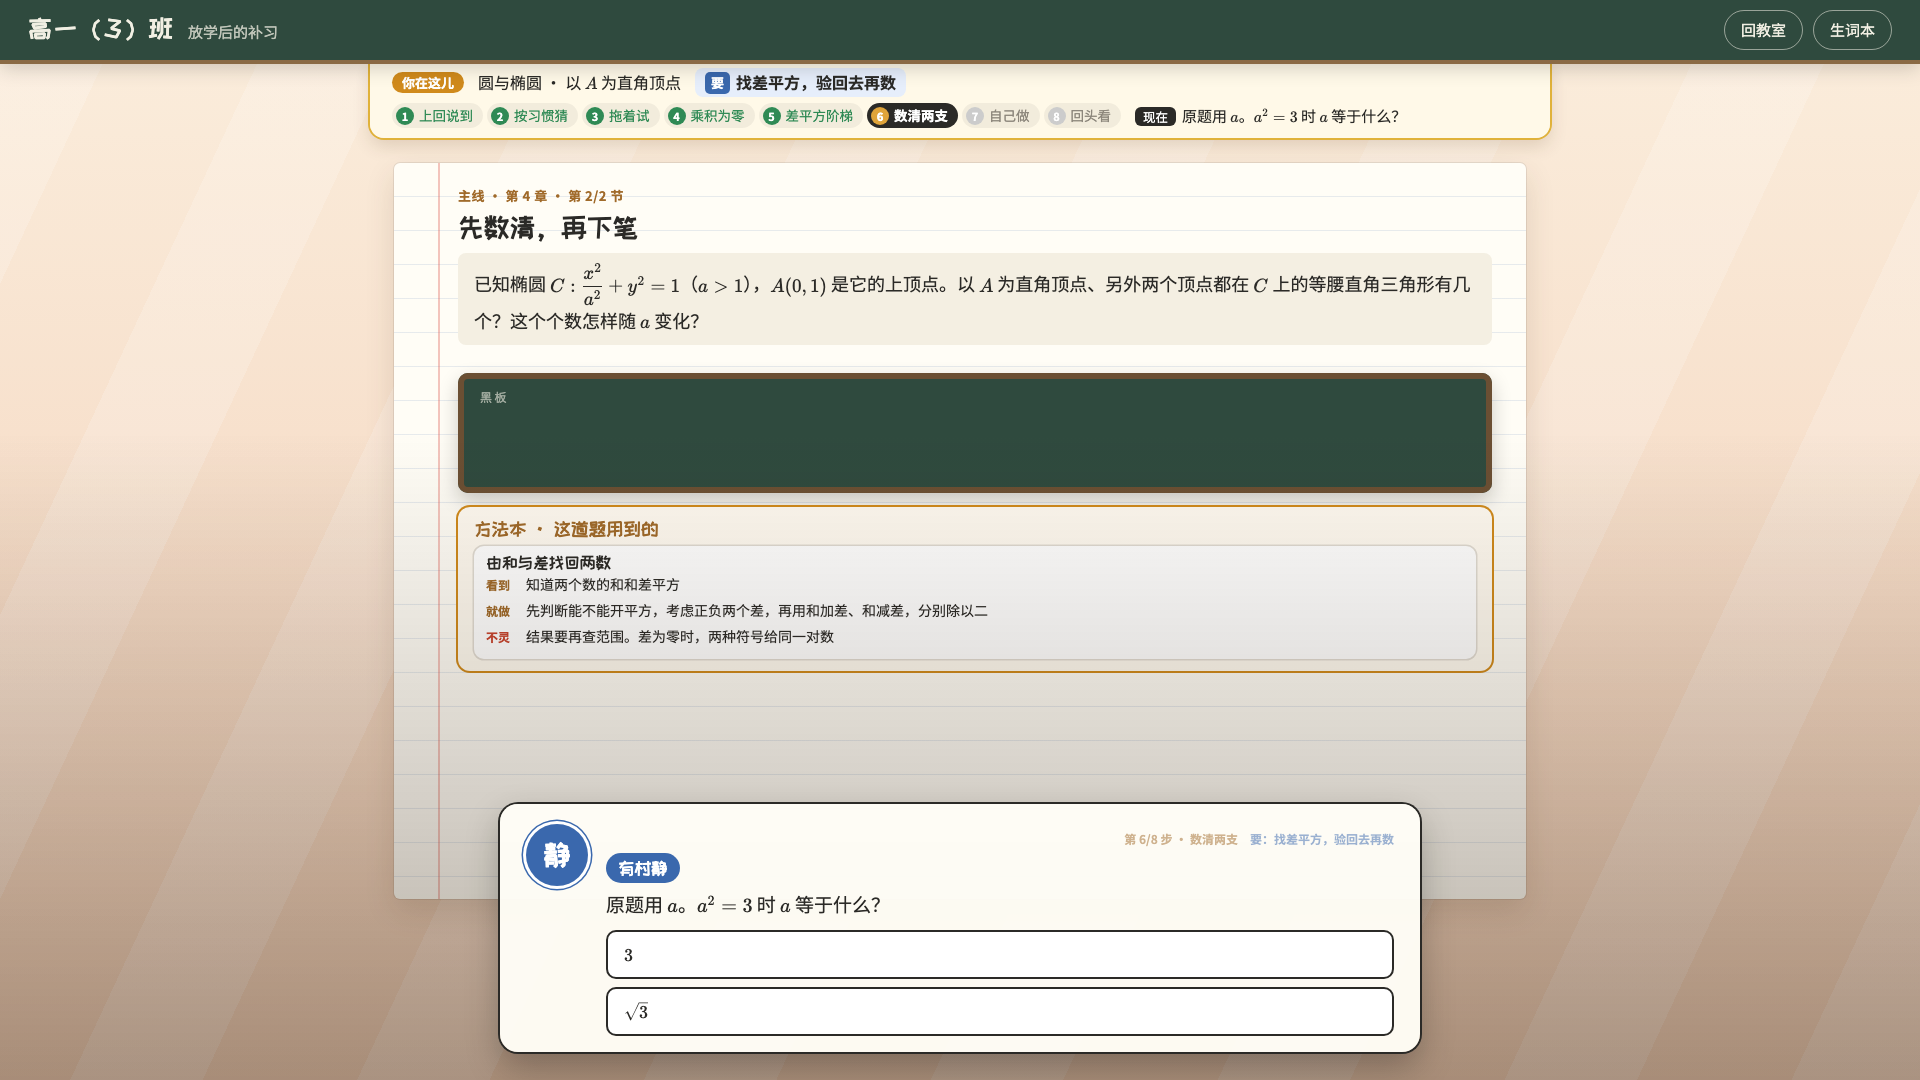 高一（3）班 放学后的补习 回教室 生词本
你在这儿 圆与椭圆 · 以 A 为直角顶点 要 找差平方，验回去再数
1 上回说到 2 按习惯猜 3 拖着试 4 乘积为零 5 差平方阶梯 6 数清两支 7 自己做 8 回头看 现在 原题用 a。a² = 3 时 a 等于什么？
主线 · 第 4 章 · 第 2/2 节
先数清，再下笔
已知椭圆 C : x²/a² + y² = 1（a > 1），A(0, 1) 是它的上顶点。以 A 为直角顶点、另外两个顶点都在 C 上的等腰直角三角形有几
个？这个个数怎样随 a 变化？
黑板
方法本 · 这道题用到的
由和与差找回两数
看到 知道两个数的和和差平方
就做 先判断能不能开平方，考虑正负两个差，再用和加差、和减差，分别除以二
不灵 结果要再查范围。差为零时，两种符号给同一对数
第 6/8 步 · 数清两支 要：找差平方，验回去再数
静
有村静
原题用 a。a² = 3 时 a 等于什么？
3
√3